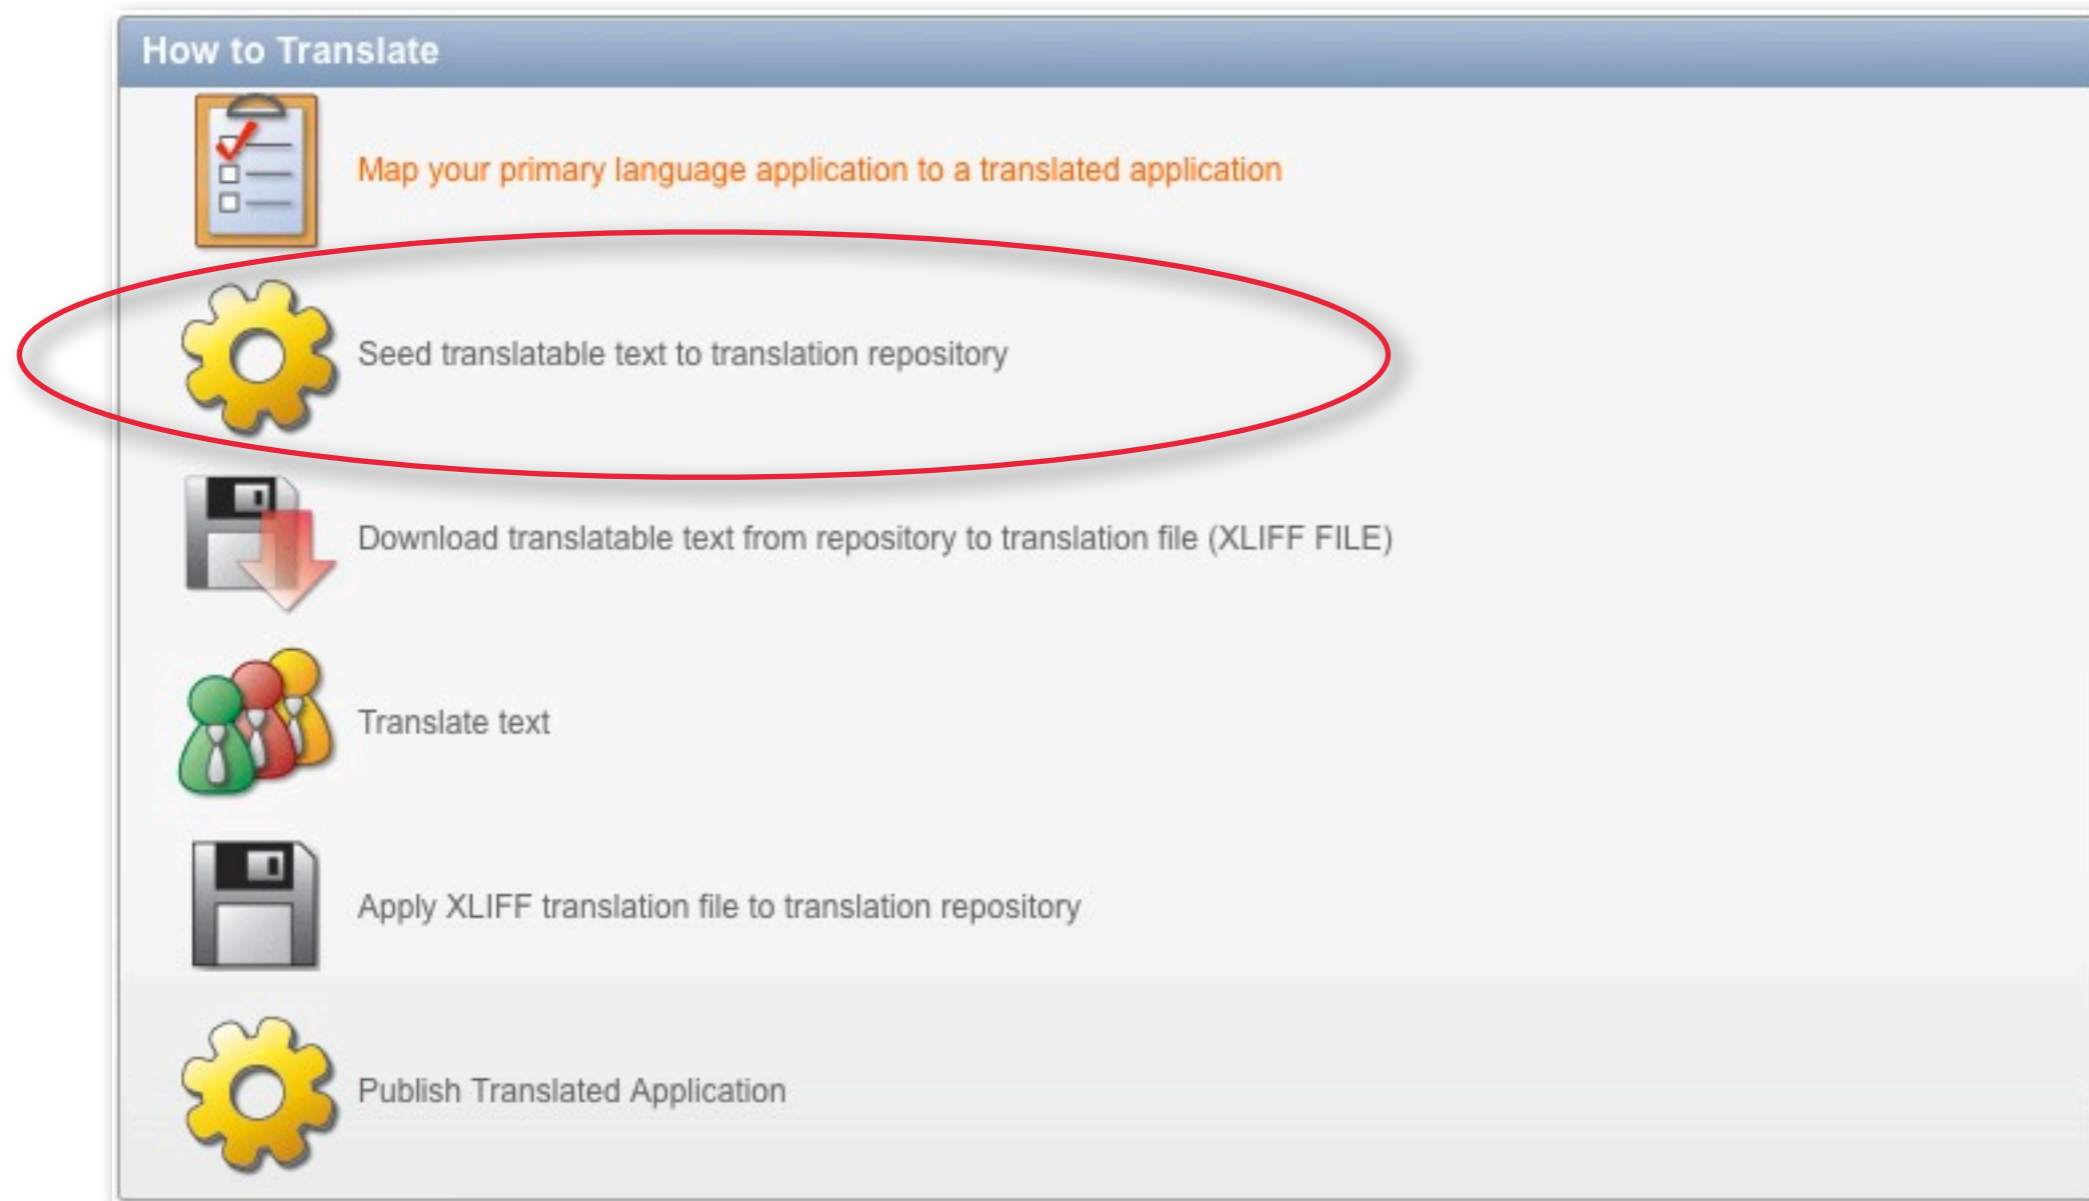 How to Translate
Map your primary language application to a translated application
Seed translatable text to translation repository
Download translatable text from repository to translation file (XLIFF FILE)
Translate text
Apply XLIFF translation file to translation repository
Publish Translated Application